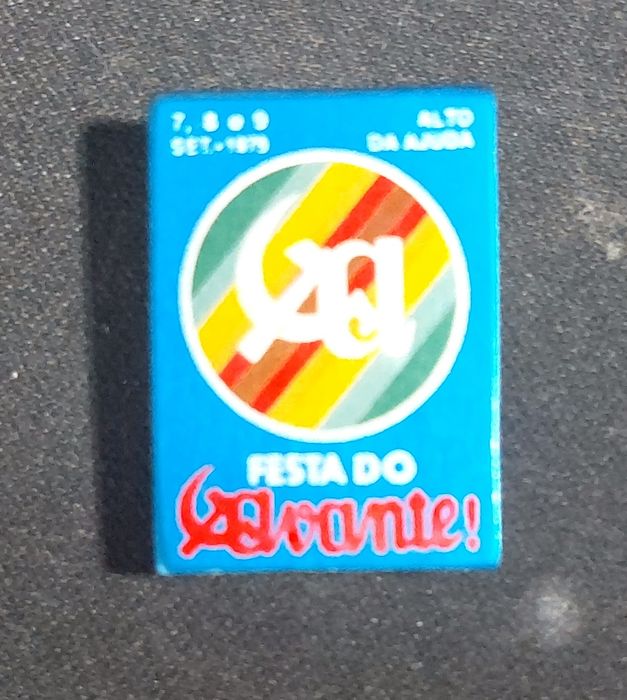 7, 8 e 9
SET.-1979
ALTO
DA AJUDA
FESTA DO
Avante!